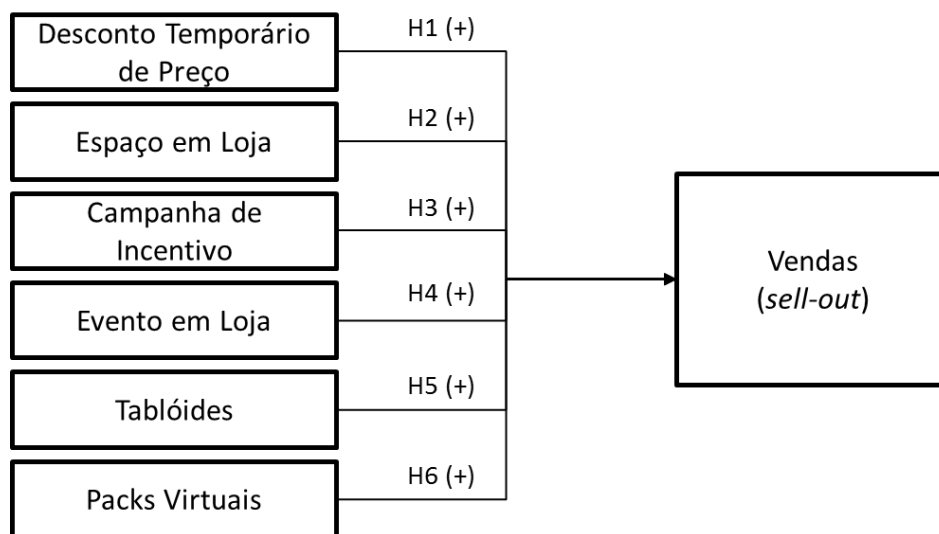 Desconto Temporário
de Preço
H1 (+)
Espaço em Loja
H2 (+)
Campanha de
Incentivo
H3 (+)
Evento em Loja
H4 (+)
Tablóides
H5 (+)
Packs Virtuais
H6 (+)
Vendas
(sell-out)